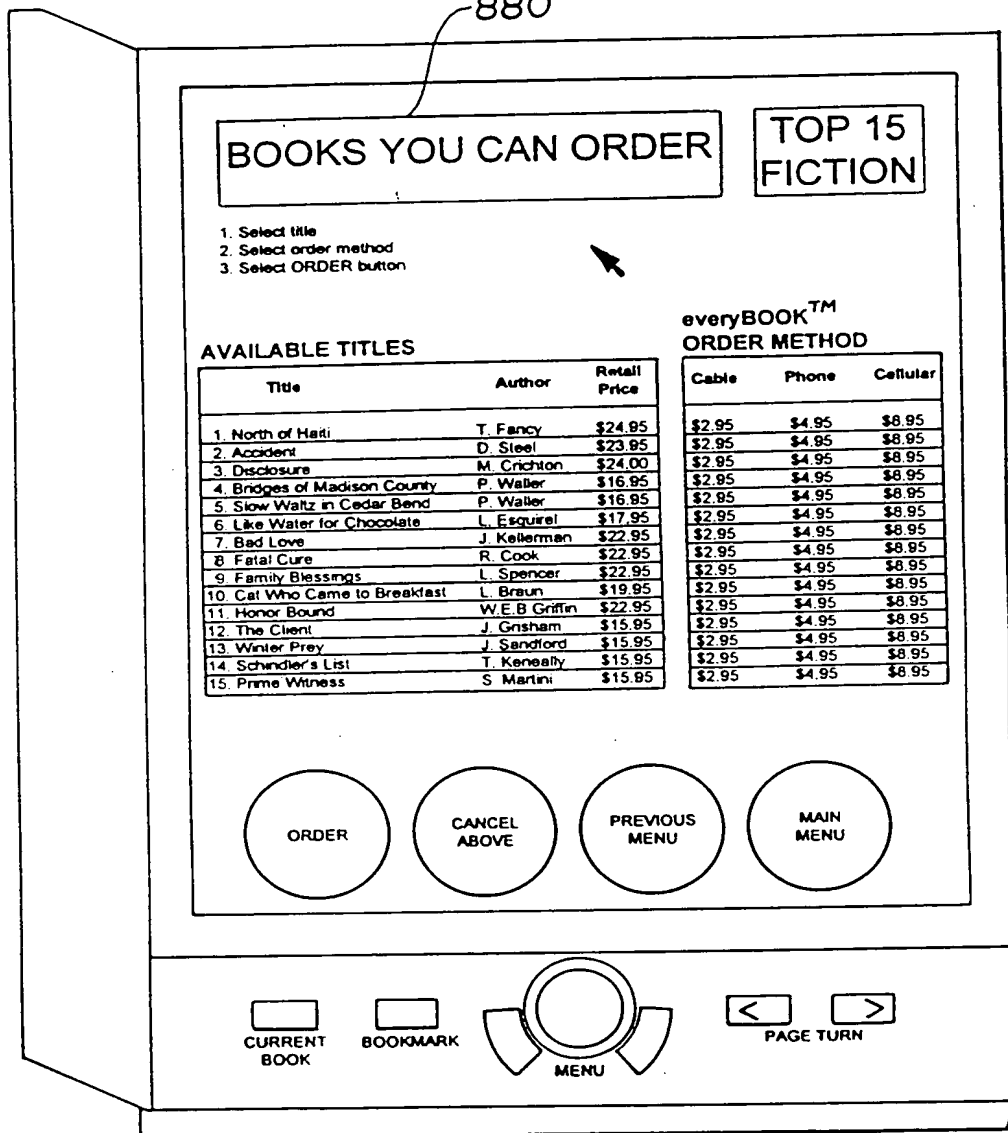 880
BOOKS YOU CAN ORDER
TOP 15
FICTION
1. Select title
2. Select order method
3. Select ORDER button
AVAILABLE TITLES
everyBOOK™
ORDER METHOD
Title Author Retail Price Cable Phone Cellular
1. North of Haiti T. Fancy $24.95 $2.95 $4.95 $8.95
2. Accident D. Steel $23.95 $2.95 $4.95 $8.95
3. Disclosure M. Crichton $24.00 $2.95 $4.95 $8.95
4. Bridges of Madison County P. Waller $16.95 $2.95 $4.95 $8.95
5. Slow Waltz in Cedar Bend P. Waller $16.95 $2.95 $4.95 $8.95
6. Like Water for Chocolate L. Esquirel $17.95 $2.95 $4.95 $8.95
7. Bad Love J. Kellerman $22.95 $2.95 $4.95 $8.95
8 Fatal Cure R. Cook $22.95 $2.95 $4.95 $8.95
9. Family Blessings L. Spencer $22.95 $2.95 $4.95 $8.95
10. Cat Who Came to Breakfast L. Braun $19.95 $2.95 $4.95 $8.95
11. Honor Bound W.E.B Griffin $22.95 $2.95 $4.95 $8.95
12. The Client J. Grisham $15.95 $2.95 $4.95 $8.95
13. Winter Prey J. Sandford $15.95 $2.95 $4.95 $8.95
14. Schindler's List T. Keneally $15.95 $2.95 $4.95 $8.95
15. Prime Witness S. Martini $15.95 $2.95 $4.95 $8.95
ORDER
CANCEL
ABOVE
PREVIOUS
MENU
MAIN
MENU
< >
CURRENT
BOOK
BOOKMARK
MENU
PAGE TURN